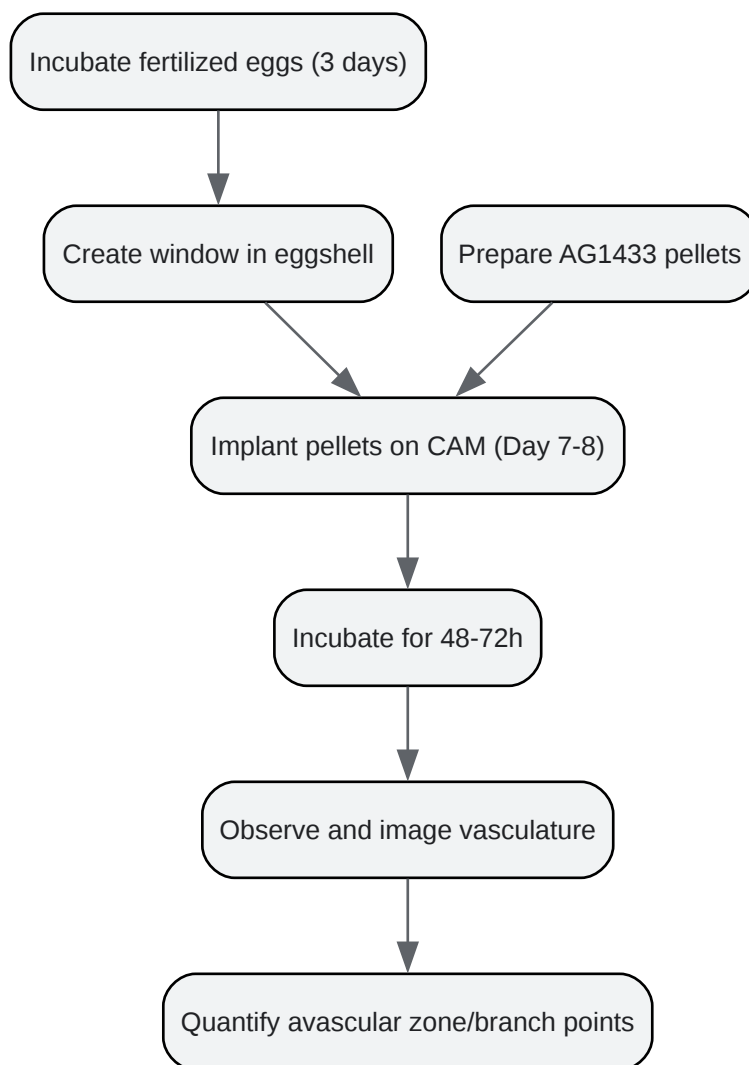 Incubate fertilized eggs (3 days)
Create window in eggshell
Prepare AG1433 pellets
Implant pellets on CAM (Day 7-8)
Incubate for 48-72h
Observe and image vasculature
Quantify avascular zone/branch points